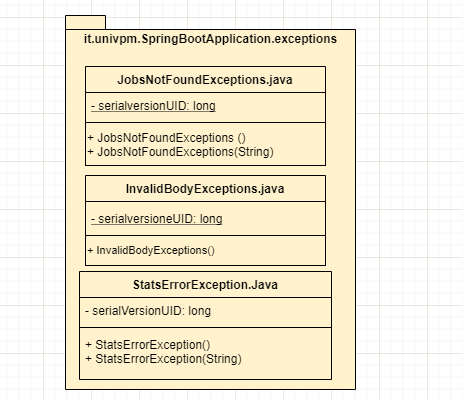 it.univpm.SpringBootApplication.exceptions
JobsNotFoundExceptions.java
- serialversionUID: long
+ JobsNotFoundExceptions ()
+ JobsNotFoundExceptions(String)
InvalidBodyExceptions.java
- serialversioneUID: long
+ InvalidBodyExceptions()
StatsErrorException.Java
- serialVersionUID: long
+ StatsErrorException()
+ StatsErrorException(String)